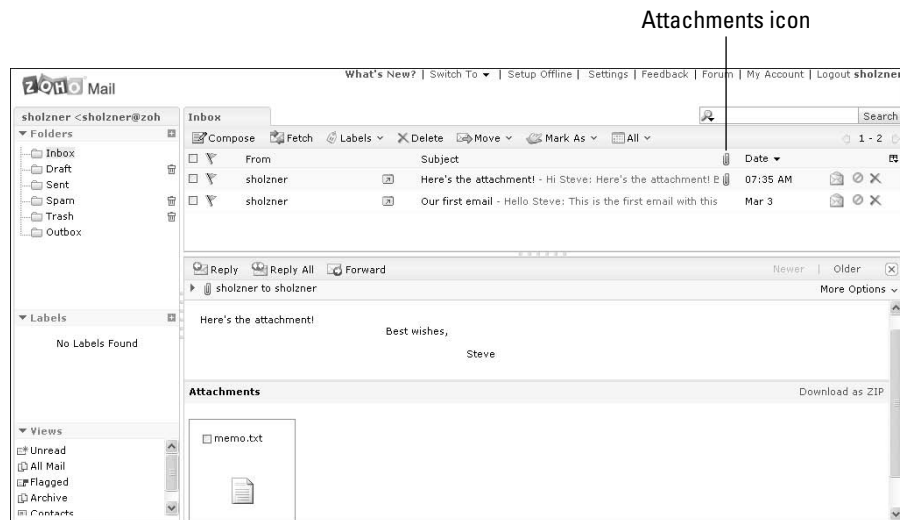 Attachments icon
What's New? | Switch To | Setup Offline | Settings | Feedback | Forum | My Account | Logout sholzner
ZOHO Mail
sholzner <sholzner@zoh
Inbox
Search
Folders
Compose Fetch Labels Delete Move Mark As All 1 - 2
Inbox
From Subject Date
Draft
sholzner Here's the attachment! - Hi Steve: Here's the attachment! 07:35 AM
Sent
Spam
sholzner Our first email - Hello Steve: This is the first email with this Mar 3
Trash
Outbox
Reply Reply All Forward Newer | Older
sholzner to sholzner More Options
Labels
No Labels Found
Here's the attachment!
Best wishes,
Steve
Attachments Download as ZIP
Views
memo.txt
Unread
All Mail
Flagged
Archive
Contacts